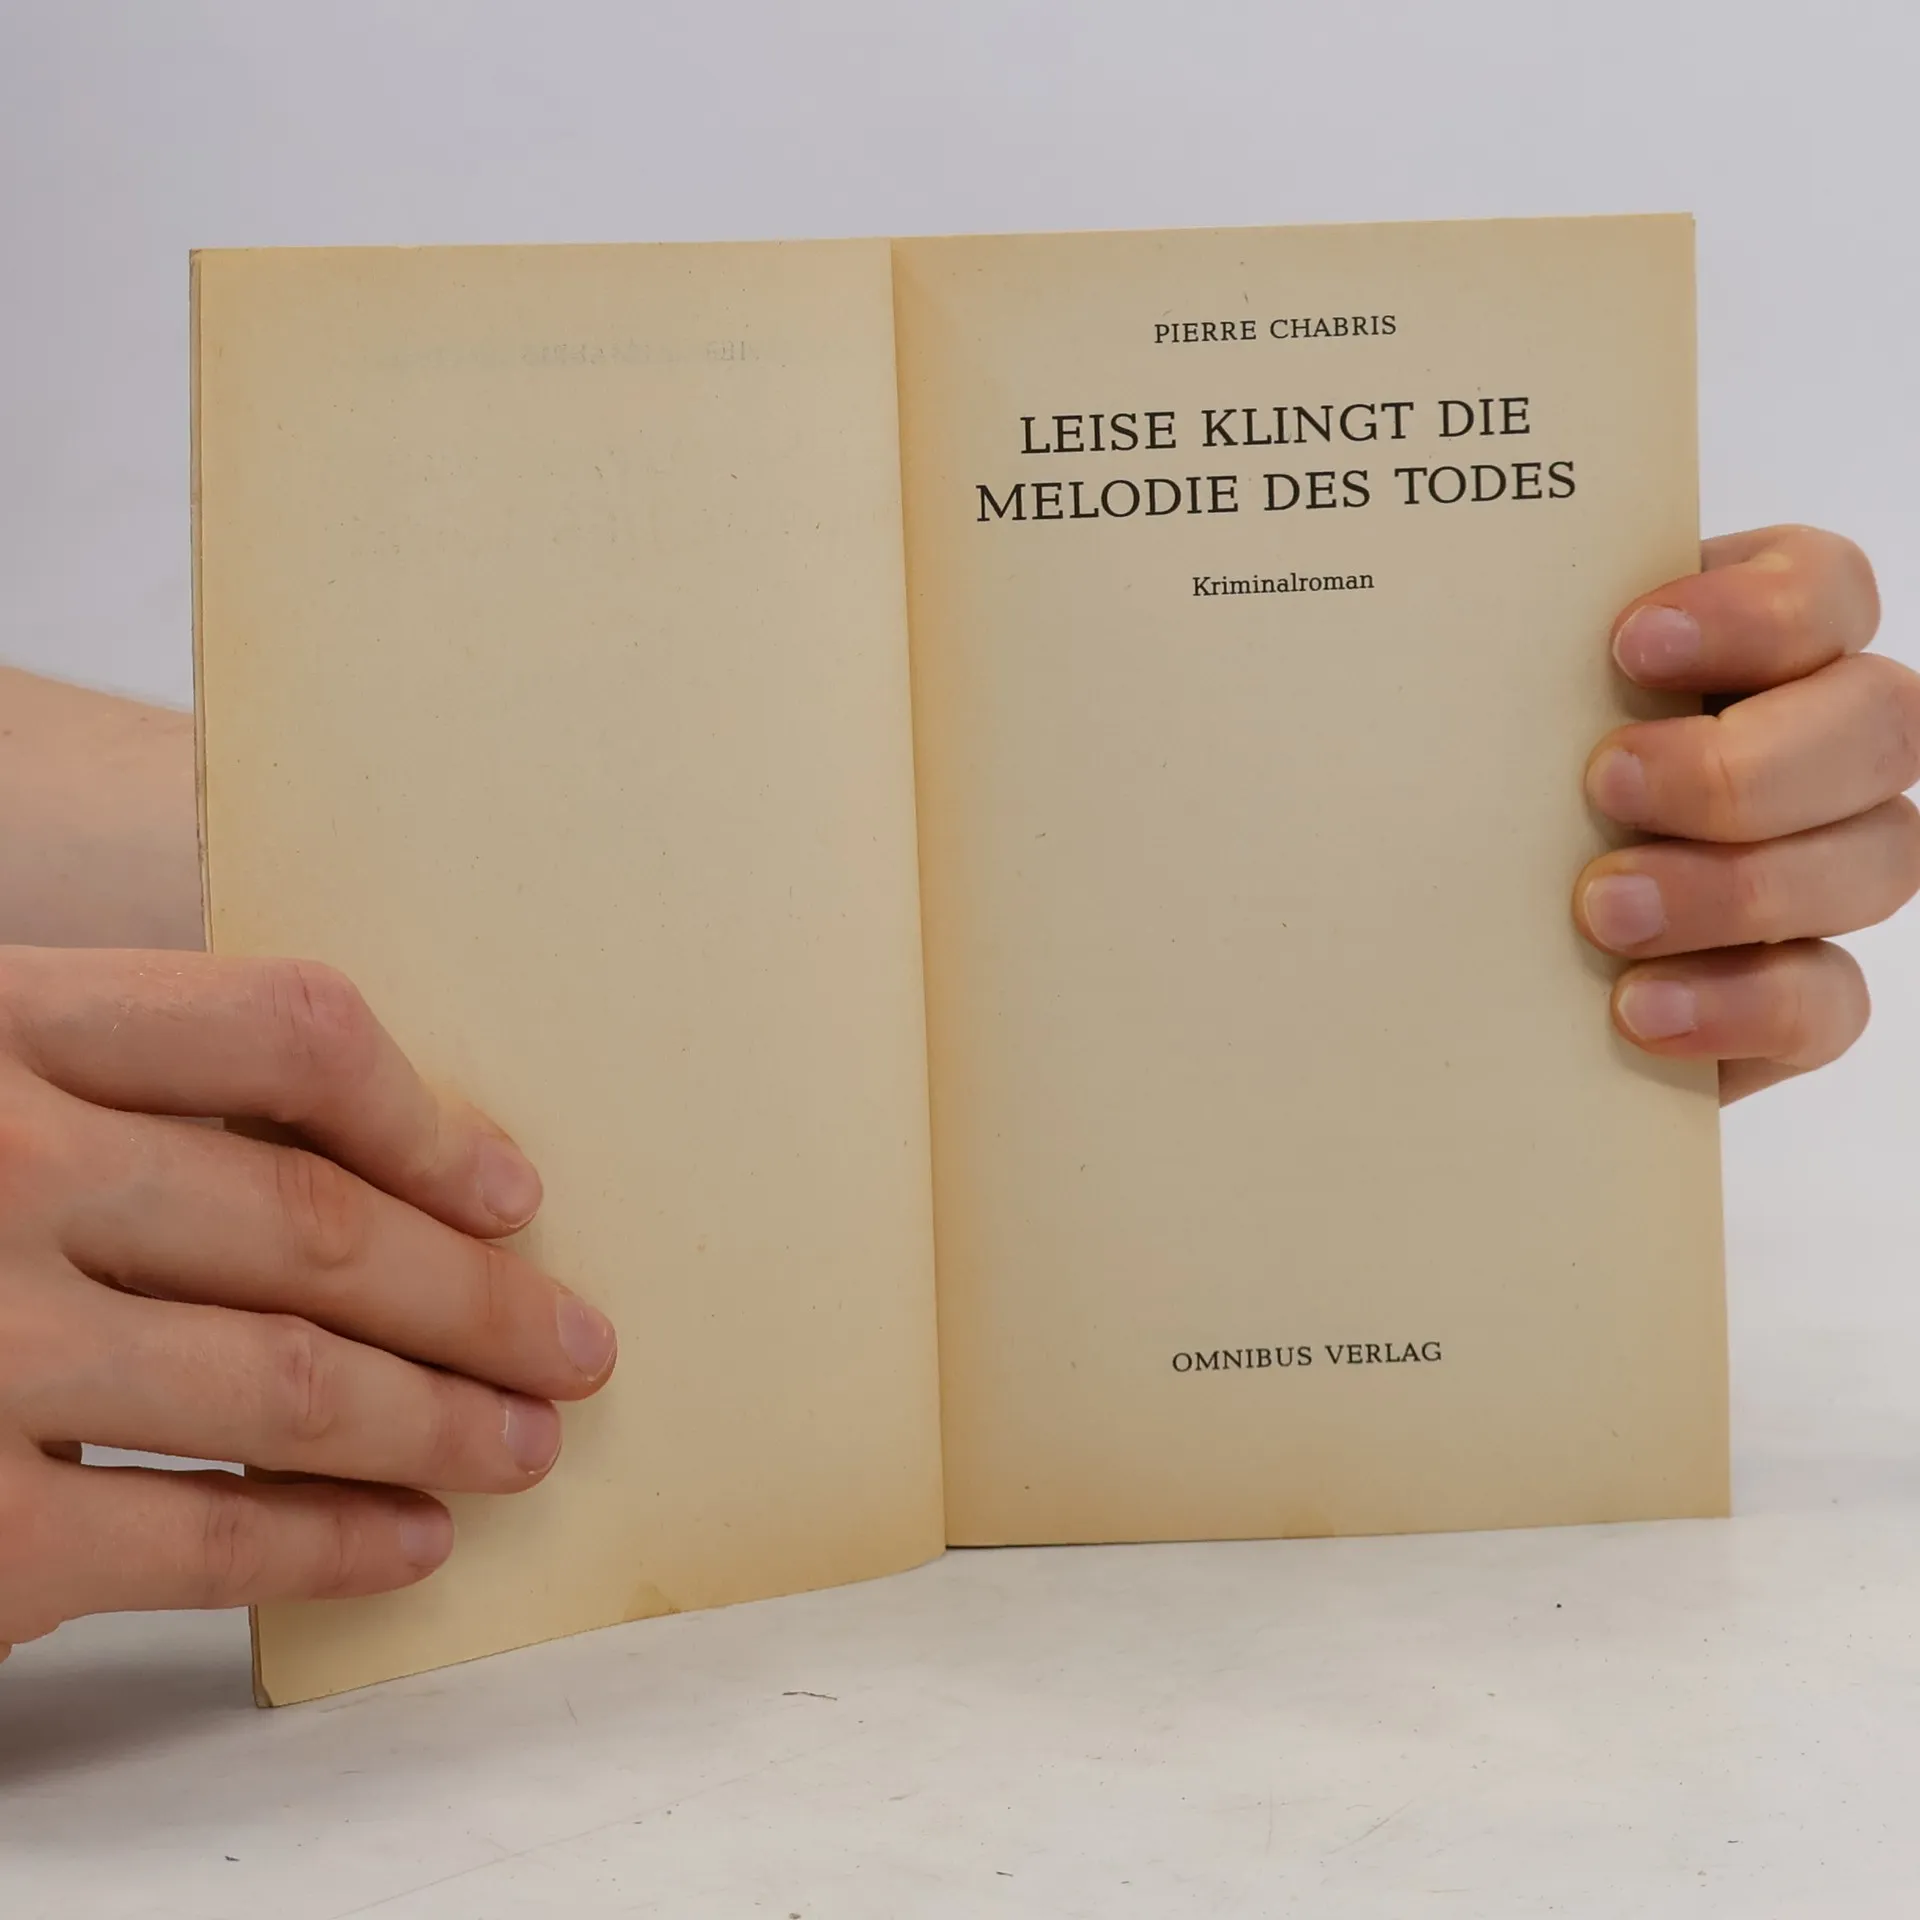 PIERRE CHABRIS
LEISE KLINGT DIE
MELODIE DES TODES
Kriminalroman
OMNIBUS VERLAG